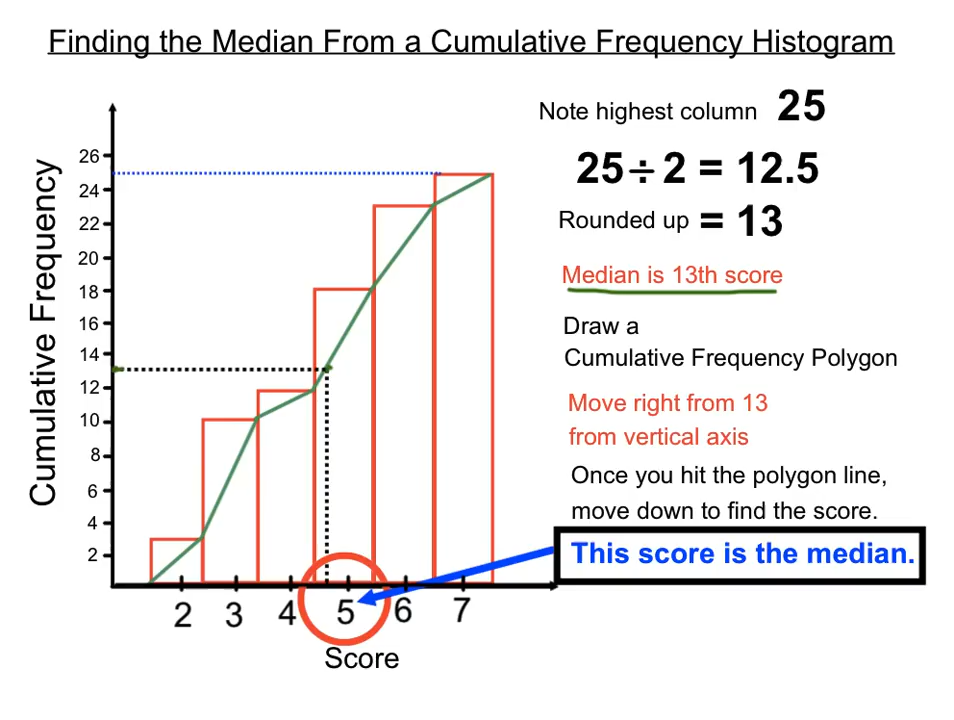 Finding the Median From a Cumulative Frequency Histogram
Note highest column 25
25 ÷ 2 = 12.5
Rounded up = 13
Median is 13th score
Draw a
Cumulative Frequency Polygon
Move right from 13
from vertical axis
Once you hit the polygon line,
move down to find the score.
This score is the median.
Cumulative Frequency
26
24
22
20
18
16
14
12
10
8
6
4
2
2 3 4 5 6 7
Score